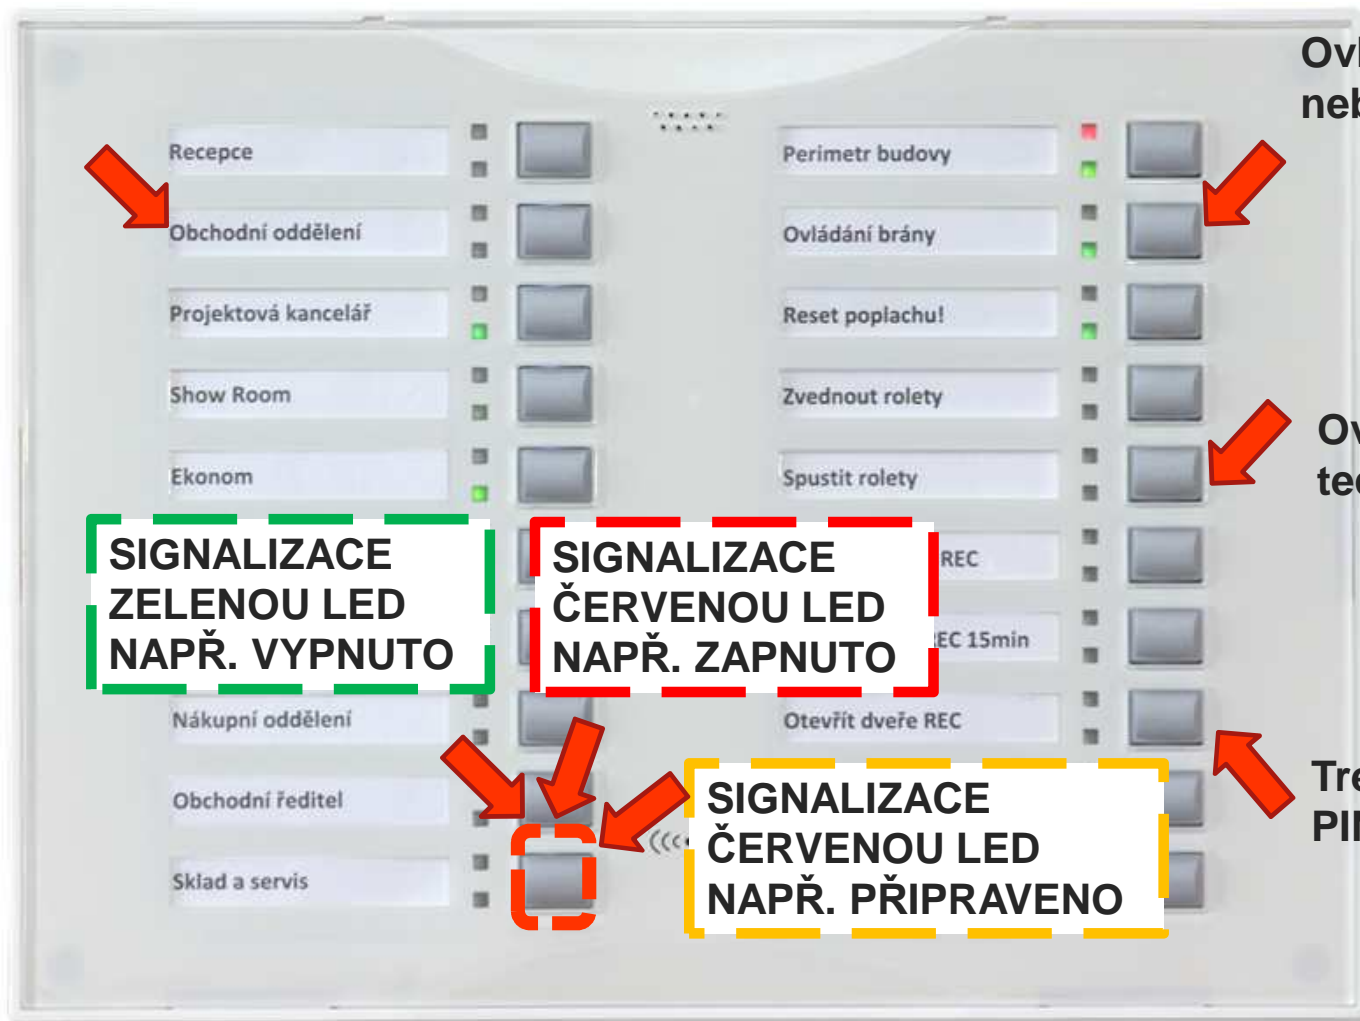 Recepce
Obchodní oddělení
Projektová kancelář
Show Room
Ekonom
SIGNALIZACE
ZELENOU LED
NAPŘ. VYPNUTO
SIGNALIZACE
ČERVENOU LED
NAPŘ. ZAPNUTO
Nákupní oddělení
Obchodní ředitel
Sklad a servis
Perimetr budovy
Ovládání brány
Reset poplachu!
Zvednout rolety
Spustit rolety
REC
REC 15min
Otevřít dveře REC
SIGNALIZACE
ČERVENOU LED
NAPŘ. PŘIPRAVENO